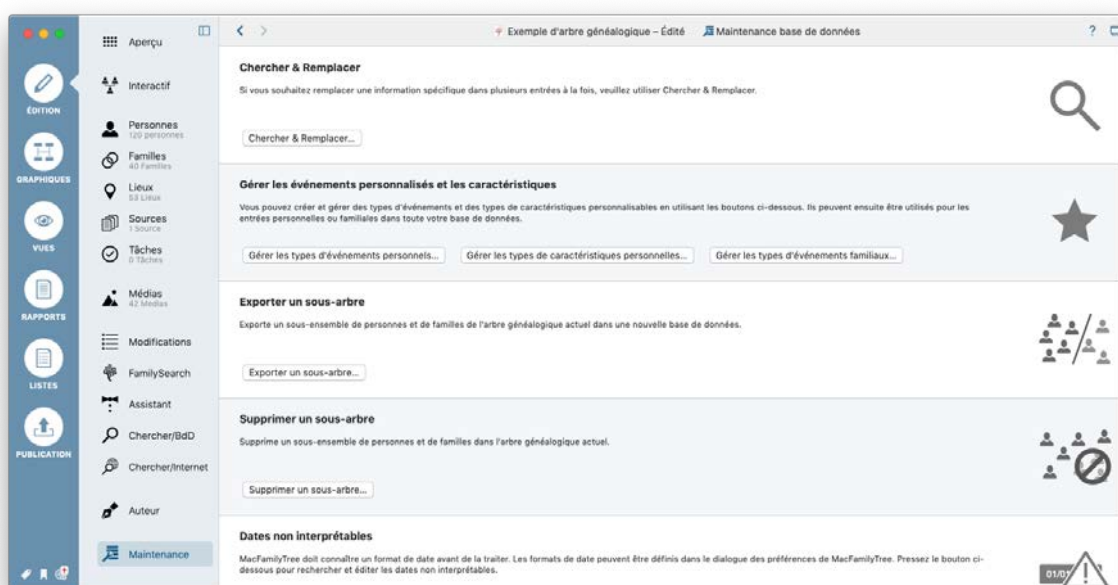 Exemple d'arbre généalogique – Édité
Maintenance base de données
?
ÉDITION
GRAPHIQUES
VUES
RAPPORTS
LISTES
PUBLICATION
Aperçu
Interactif
Personnes
120 personnes
Familles
40 Familles
Lieux
53 Lieux
Sources
1 Source
Tâches
0 Tâches
Médias
42 Medias
Modifications
FamilySearch
Assistant
Chercher/BdD
Chercher/Internet
Auteur
Maintenance
Chercher & Remplacer
Si vous souhaitez remplacer une information spécifique dans plusieurs entrées à la fois, veuillez utiliser Chercher & Remplacer.
Chercher & Remplacer...
Gérer les événements personnalisés et les caractéristiques
Vous pouvez créer et gérer des types d'événements et des types de caractéristiques personnalisables en utilisant les boutons ci-dessous. Ils peuvent ensuite être utilisés pour les
entrées personnelles ou familiales dans toute votre base de données.
Gérer les types d'événements personnels...
Gérer les types de caractéristiques personnelles...
Gérer les types d'événements familiaux...
Exporter un sous-arbre
Exporte un sous-ensemble de personnes et de familles de l'arbre généalogique actuel dans une nouvelle base de données.
Exporter un sous-arbre...
Supprimer un sous-arbre
Supprime un sous-ensemble de personnes et de familles dans l'arbre généalogique actuel.
Supprimer un sous-arbre...
Dates non interprétables
MacFamilyTree doit connaître un format de date avant de la traiter. Les formats de date peuvent être définis dans le dialogue des préférences de MacFamilyTree. Pressez le bouton ci-
dessous pour rechercher et éditer les dates non interprétables.